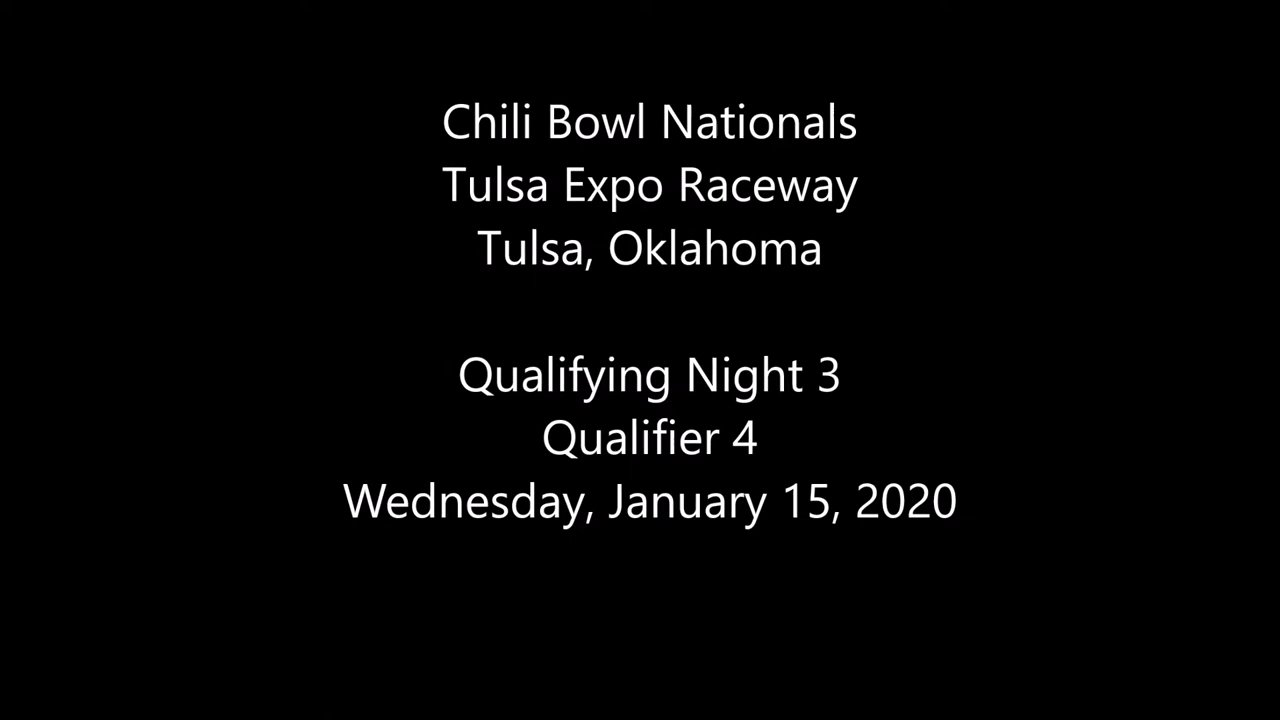 Chili Bowl Nationals
Tulsa Expo Raceway
Tulsa, Oklahoma
Qualifying Night 3
Qualifier 4
Wednesday, January 15, 2020